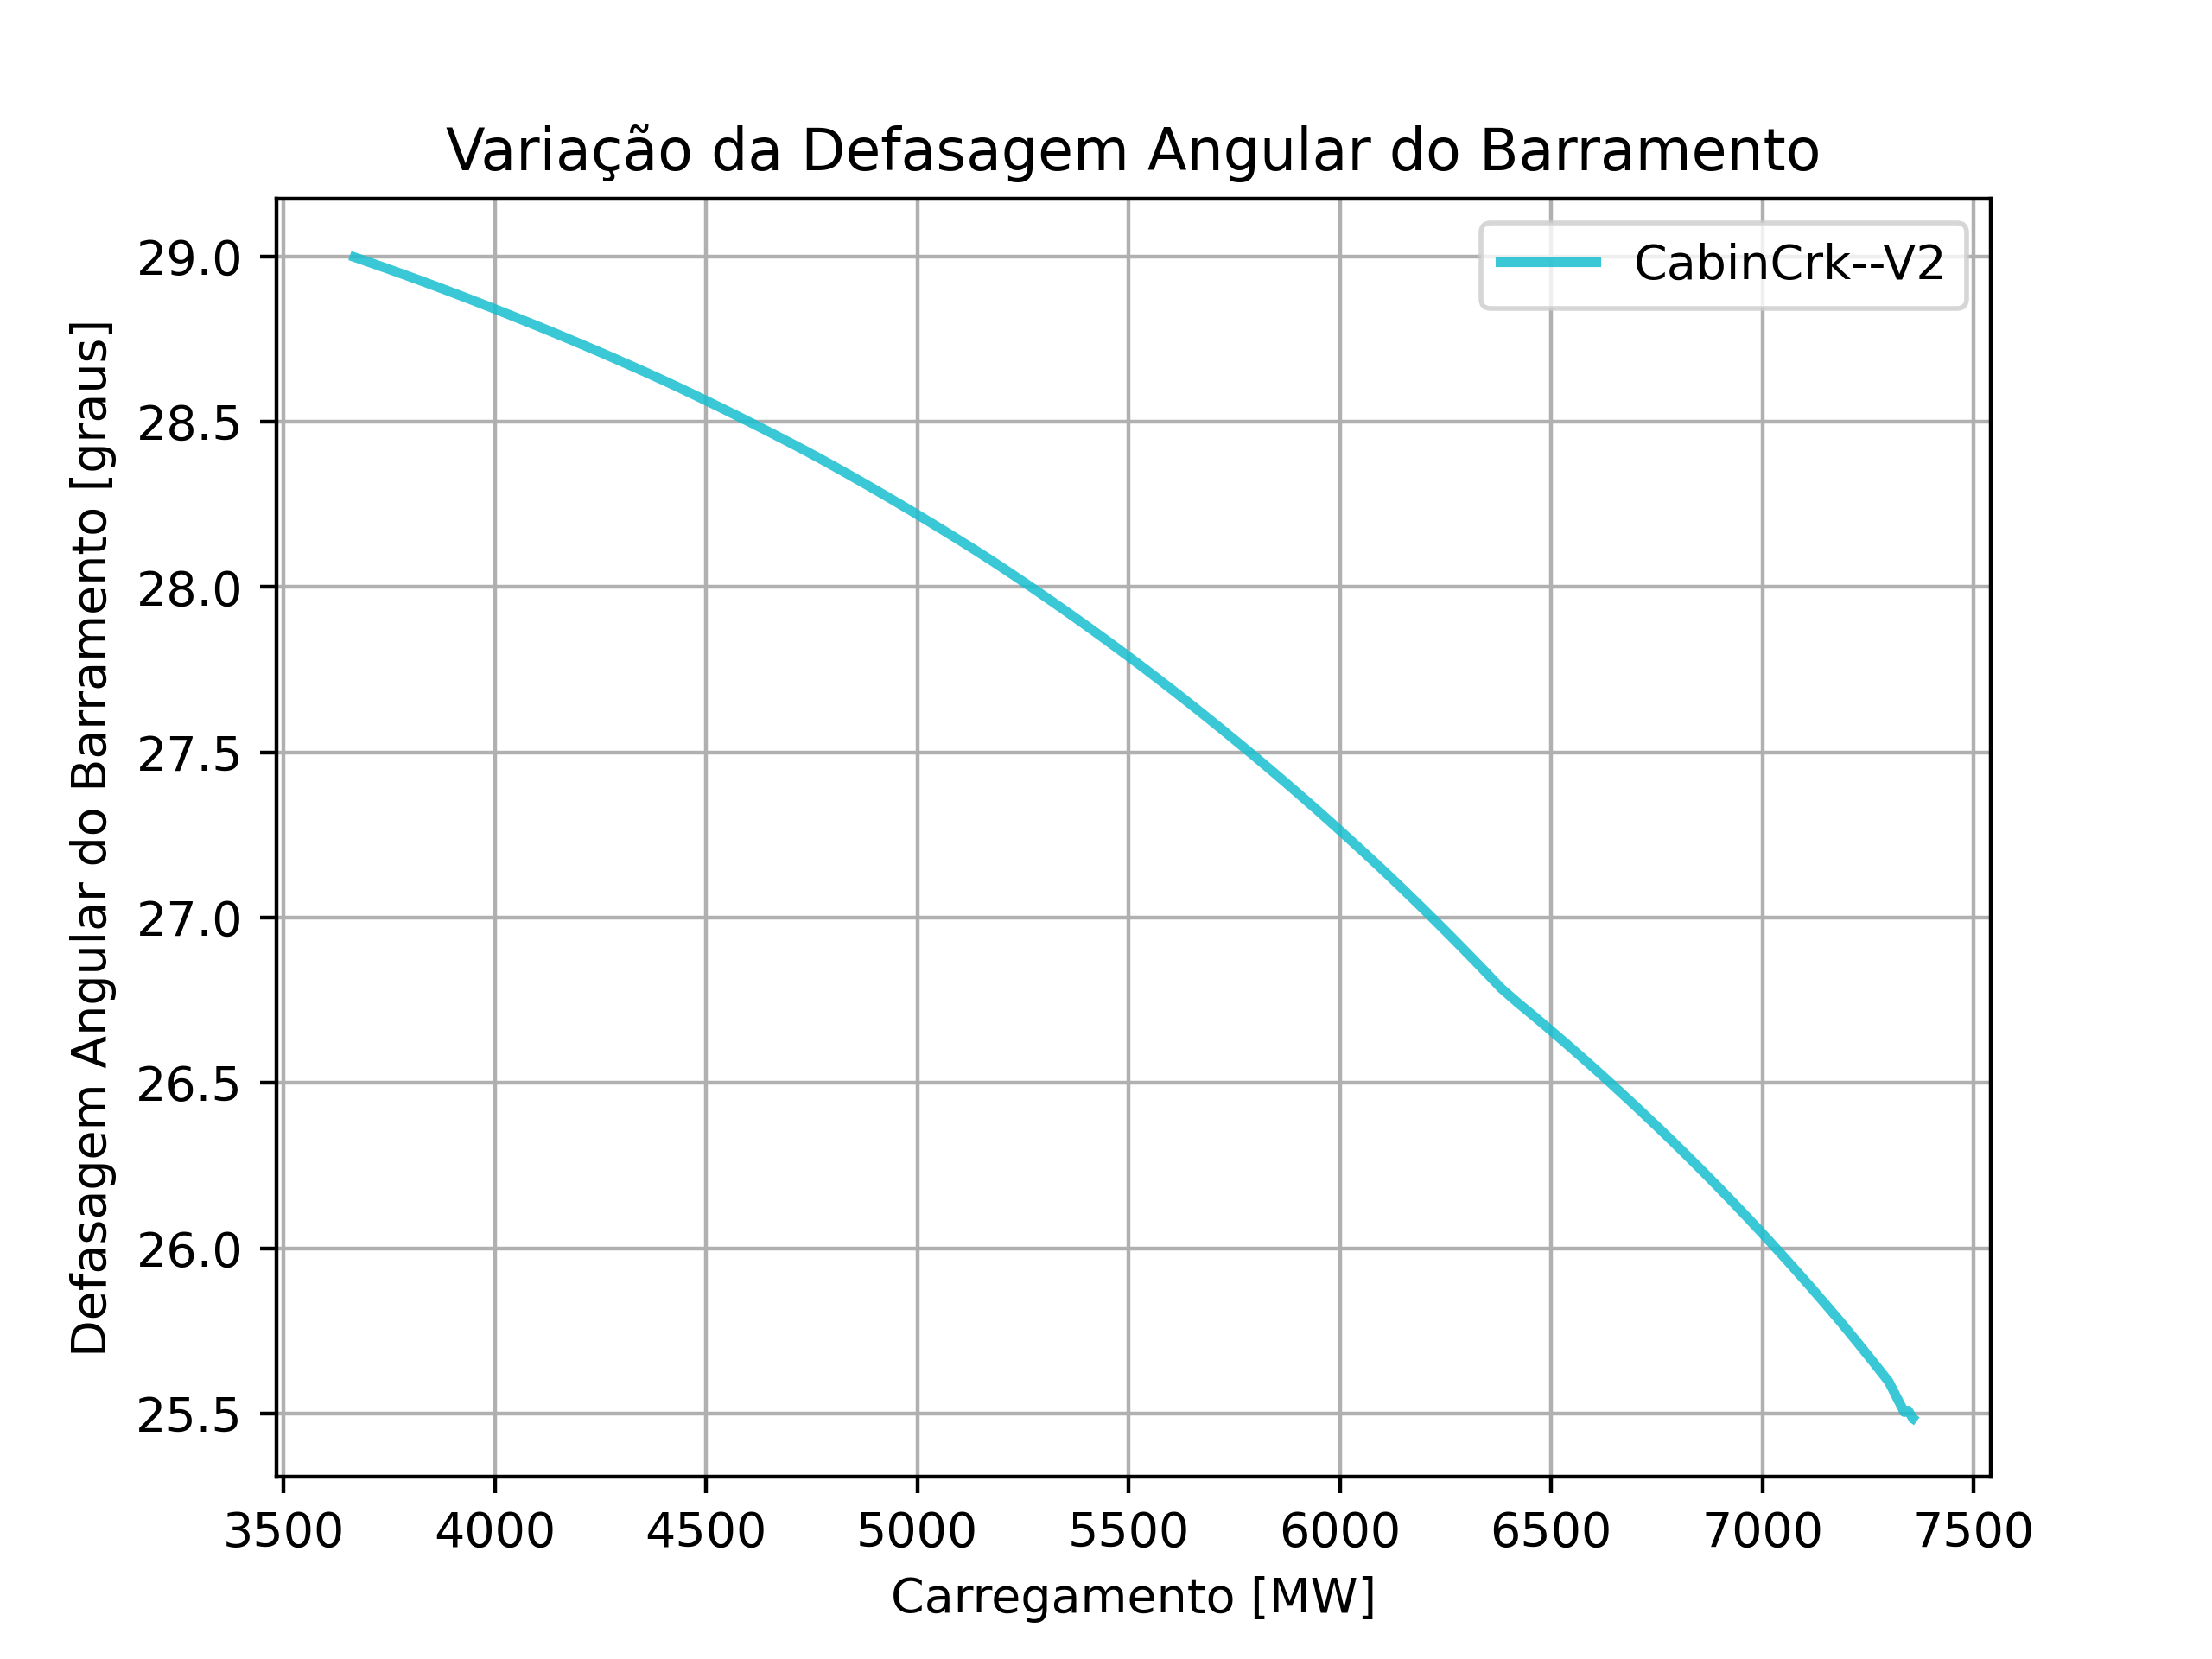 Variação da Defasagem Angular do Barramento
CabinCrk--V2
Defasagem Angular do Barramento [graus]
29.0
28.5
28.0
27.5
27.0
26.5
26.0
25.5
3500 4000 4500 5000 5500 6000 6500 7000 7500
Carregamento [MW]